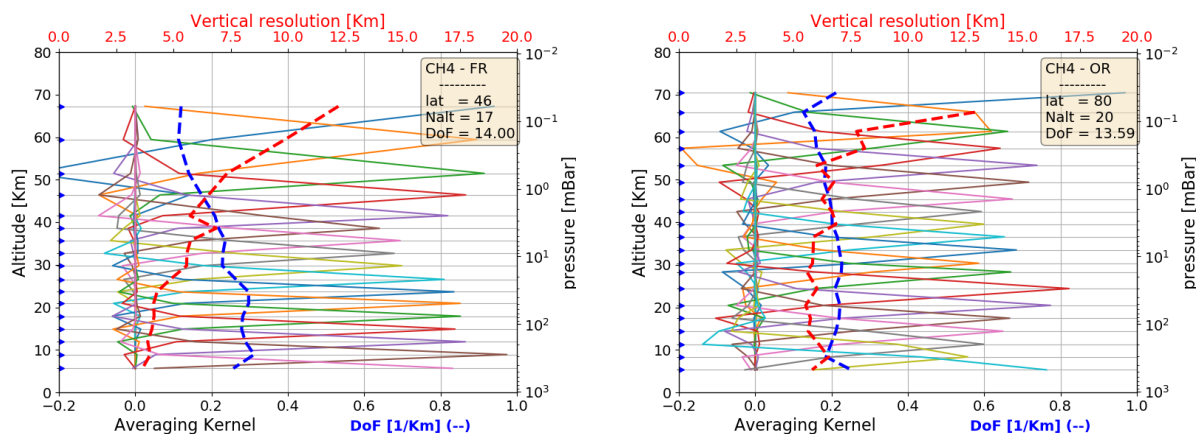 Vertical resolution [Km]
0.0 2.5 5.0 7.5 10.0 12.5 15.0 17.5 20.0
80
70
60
50
40
30
20
10
0
Altitude [Km]
CH4 - FR
---------
lat = 46
Nalt = 17
DoF = 14.00
10⁻²
10⁻¹
10⁰
10¹
10²
10³
pressure [mBar]
−0.2 0.0 0.2 0.4 0.6 0.8 1.0
Averaging Kernel DoF [1/Km] (--)
Vertical resolution [Km]
0.0 2.5 5.0 7.5 10.0 12.5 15.0 17.5 20.0
80
70
60
50
40
30
20
10
0
Altitude [Km]
CH4 - OR
---------
lat = 80
Nalt = 20
DoF = 13.59
10⁻²
10⁻¹
10⁰
10¹
10²
10³
pressure [mBar]
−0.2 0.0 0.2 0.4 0.6 0.8 1.0
Averaging Kernel DoF [1/Km] (--)